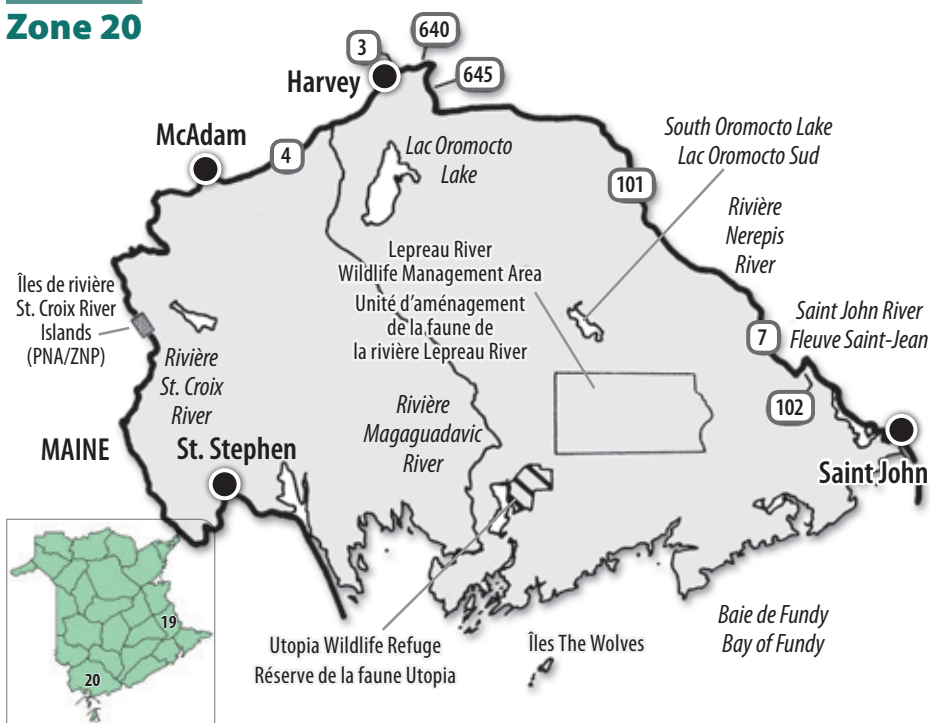 Zone 20
3
640
645
Harvey
McAdam
4
Lac Oromocto
Lake
South Oromocto Lake
Lac Oromocto Sud
101
Rivière
Nerepis
River
Lepreau River
Wildlife Management Area
Unité d'aménagement
de la faune de
la rivière Lepreau River
Îles de rivière
St. Croix River
Islands
(PNA/ZNP)
Saint John River
Fleuve Saint-Jean
7
Rivière
St. Croix
River
102
Rivière
Magaguadavic
River
MAINE
St. Stephen
Saint John
19
20
Utopia Wildlife Refuge
Réserve de la faune Utopia
Îles The Wolves
Baie de Fundy
Bay of Fundy